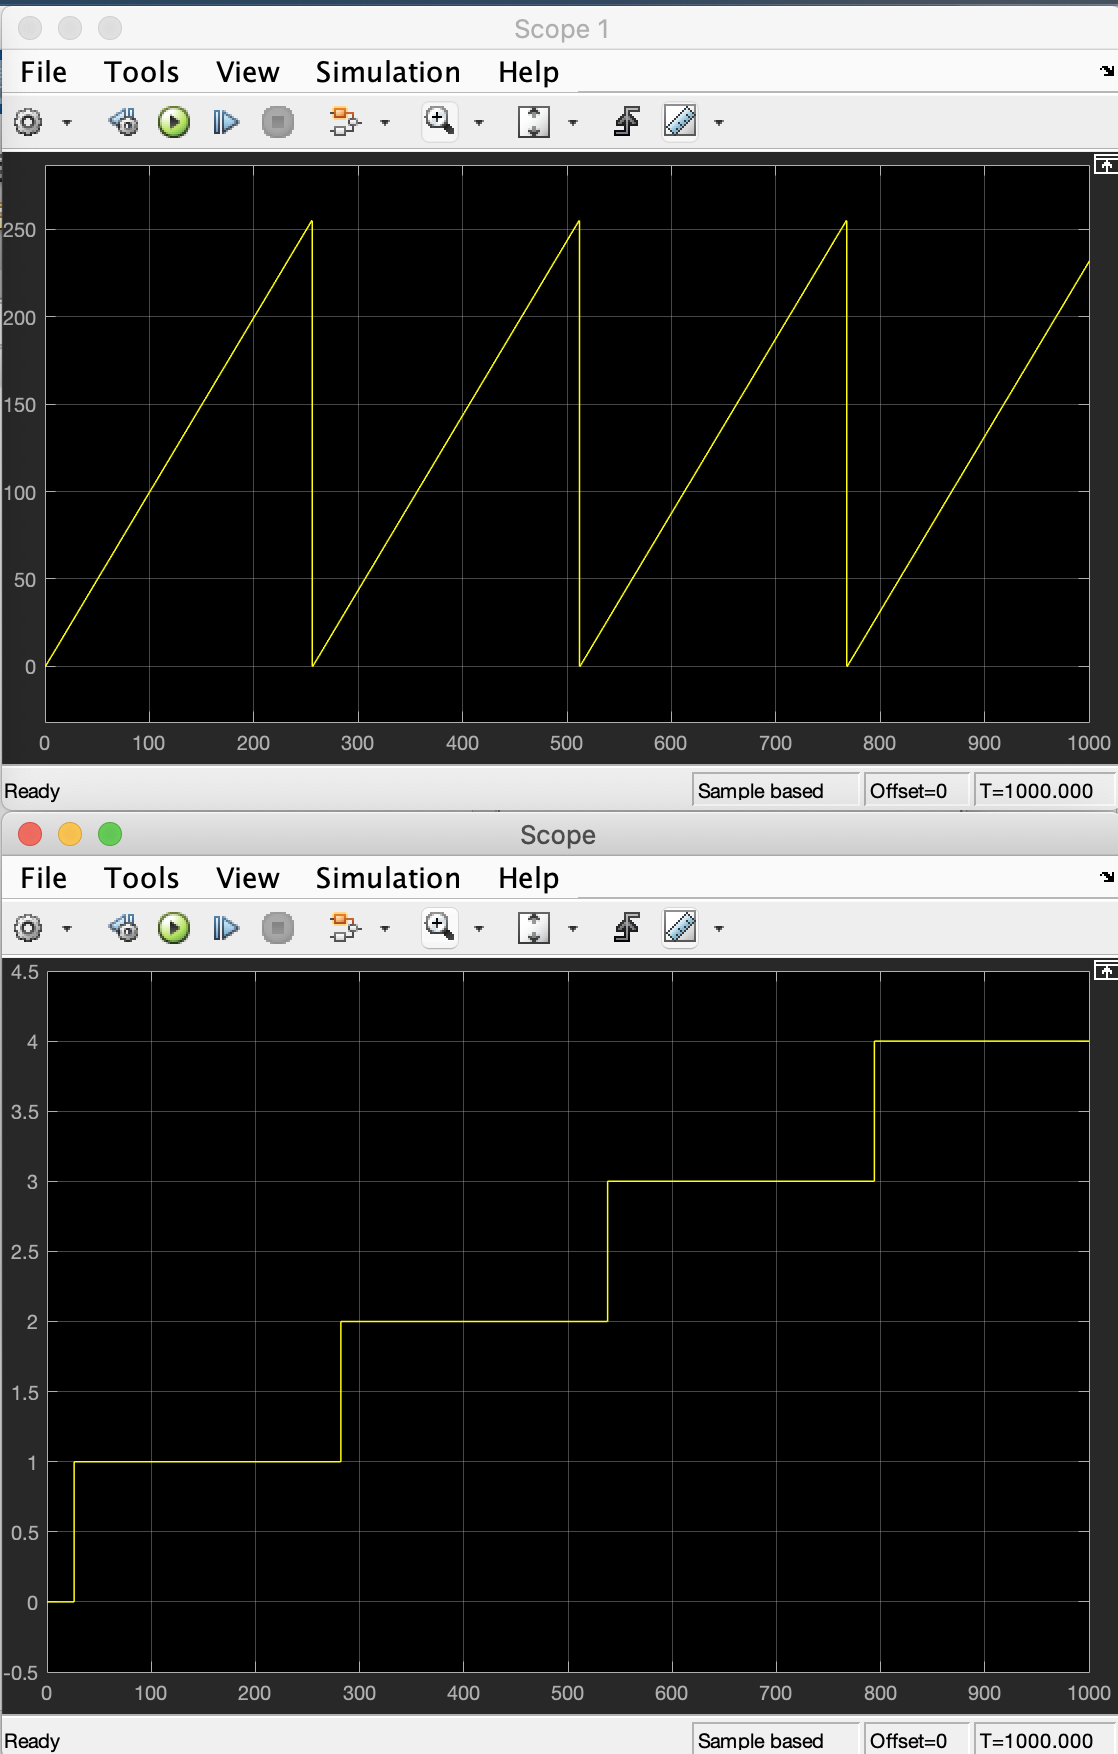 Scope 1
File Tools View Simulation Help
250
200
150
100
50
0
0 100 200 300 400 500 600 700 800 900 1000
Ready Sample based Offset=0 T=1000.000
Scope
File Tools View Simulation Help
4.5
4
3.5
3
2.5
2
1.5
1
0.5
0
-0.5
0 100 200 300 400 500 600 700 800 900 1000
Ready Sample based Offset=0 T=1000.000